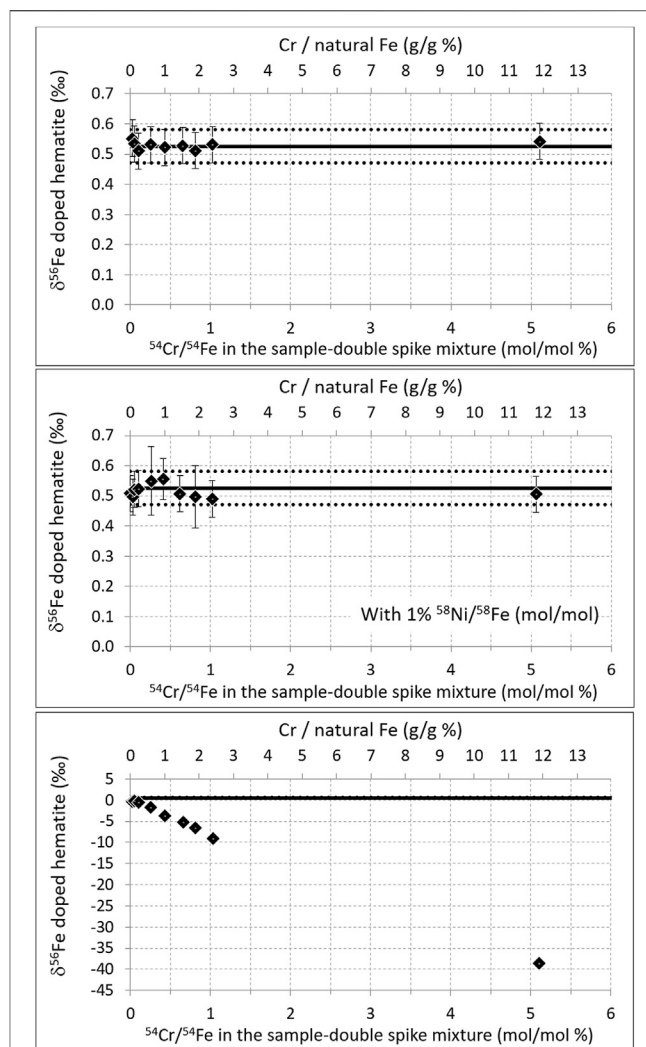 Cr / natural Fe (g/g %)
0 1 2 3 4 5 6 7 8 9 10 11 12 13
δ⁵⁶Fe doped hematite (‰)
0.7
0.6
0.5
0.4
0.3
0.2
0.1
0.0
0 1 2 3 4 5 6
⁵⁴Cr/⁵⁴Fe in the sample-double spike mixture (mol/mol %)
Cr / natural Fe (g/g %)
0 1 2 3 4 5 6 7 8 9 10 11 12 13
δ⁵⁶Fe doped hematite (‰)
0.7
0.6
0.5
0.4
0.3
0.2
0.1
0.0
With 1% ⁵⁸Ni/⁵⁸Fe (mol/mol)
0 1 2 3 4 5 6
⁵⁴Cr/⁵⁴Fe in the sample-double spike mixture (mol/mol %)
Cr / natural Fe (g/g %)
0 1 2 3 4 5 6 7 8 9 10 11 12 13
δ⁵⁶Fe doped hematite (‰)
5
0
-5
-10
-15
-20
-25
-30
-35
-40
-45
0 1 2 3 4 5 6
⁵⁴Cr/⁵⁴Fe in the sample-double spike mixture (mol/mol %)